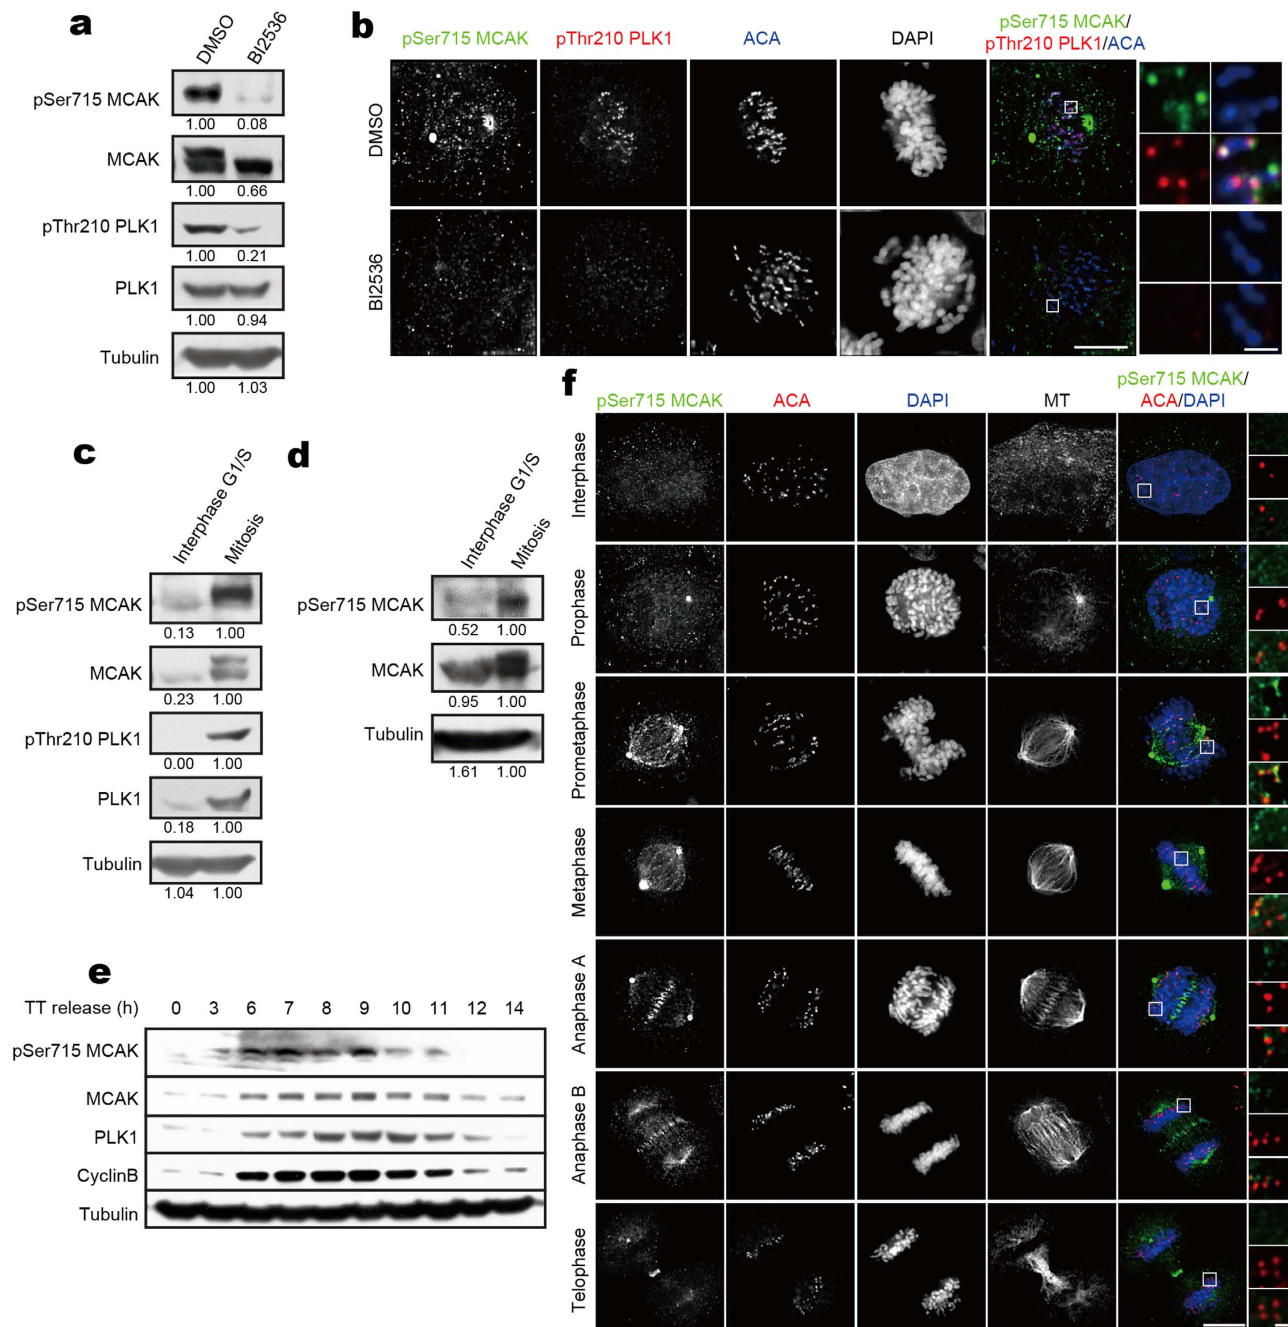 a
DMSO
BI2536
pSer715 MCAK
1.00 0.08
MCAK
1.00 0.66
pThr210 PLK1
1.00 0.21
PLK1
1.00 0.94
Tubulin
1.00 1.03
b
pSer715 MCAK pThr210 PLK1 ACA DAPI pSer715 MCAK/
pThr210 PLK1/ACA
DMSO
BI2536
c
Interphase G1/S
Mitosis
pSer715 MCAK
0.13 1.00
MCAK
0.23 1.00
pThr210 PLK1
0.00 1.00
PLK1
0.18 1.00
Tubulin
1.04 1.00
d
Interphase G1/S
Mitosis
pSer715 MCAK
0.52 1.00
MCAK
0.95 1.00
Tubulin
1.61 1.00
e
TT release (h) 0 3 6 7 8 9 10 11 12 14
pSer715 MCAK
MCAK
PLK1
CyclinB
Tubulin
f
pSer715 MCAK ACA DAPI MT pSer715 MCAK/
ACA/DAPI
Interphase
Prophase
Prometaphase
Metaphase
Anaphase A
Anaphase B
Telophase